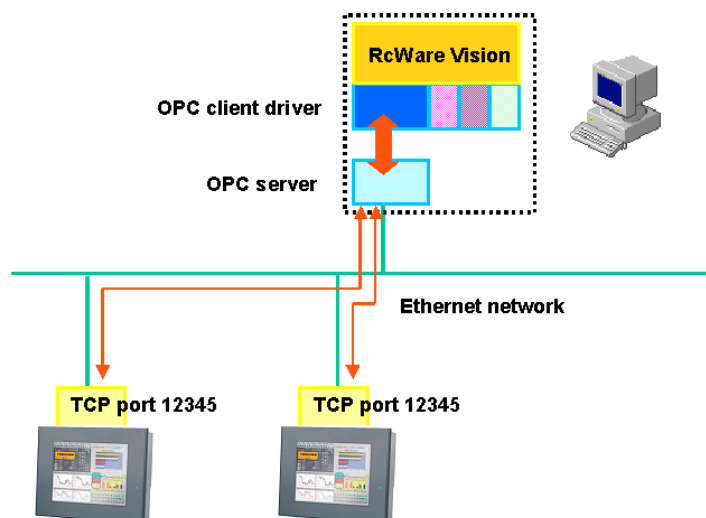 RcWare Vision
OPC client driver
OPC server
Ethernet network
TCP port 12345
TCP port 12345